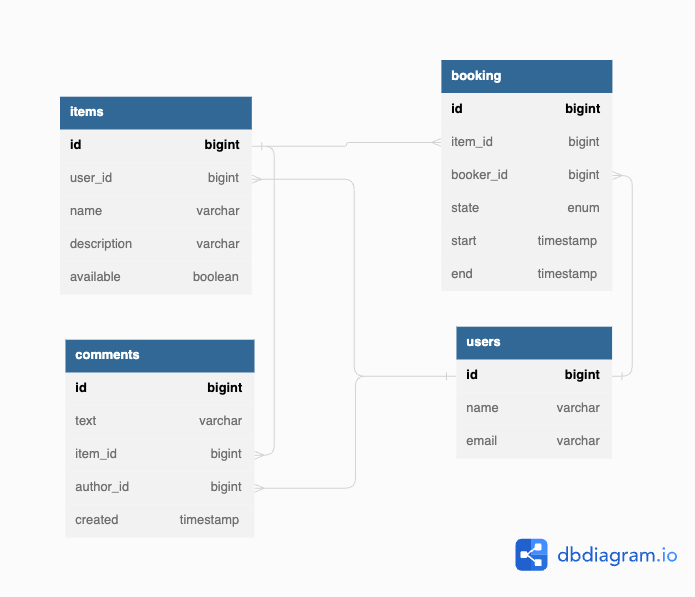 items
id bigint
user_id bigint
name varchar
description varchar
available boolean
comments
id bigint
text varchar
item_id bigint
author_id bigint
created timestamp
booking
id bigint
item_id bigint
booker_id bigint
state enum
start timestamp
end timestamp
users
id bigint
name varchar
email varchar
dbdiagram.io